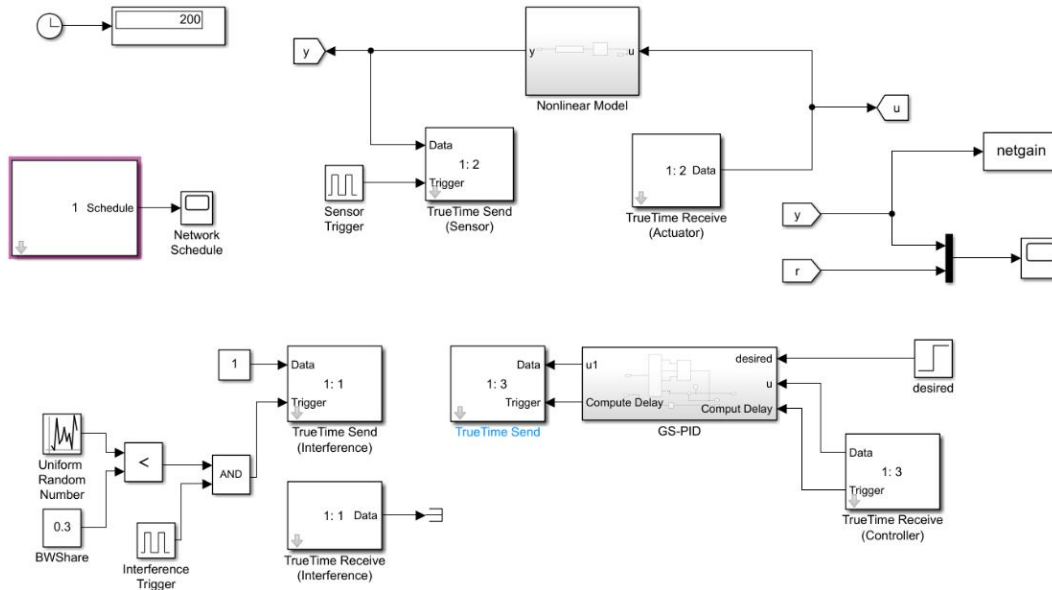 200
y
y
u
Nonlinear Model
u
Data
1: 2
Trigger
TrueTime Send
(Sensor)
Sensor
Trigger
1: 2
Data
TrueTime Receive
(Actuator)
netgain
y
r
1
Schedule
Network
Schedule
1
Data
1: 1
Trigger
TrueTime Send
(Interference)
Data
1: 3
Trigger
TrueTime Send
u1
desired
u
Compute Delay
Comput Delay
GS-PID
desired
Uniform
Random
Number
<
AND
0.3
BWShare
Interference
Trigger
1: 1
Data
TrueTime Receive
(Interference)
Data
1: 3
Trigger
TrueTime Receive
(Controller)